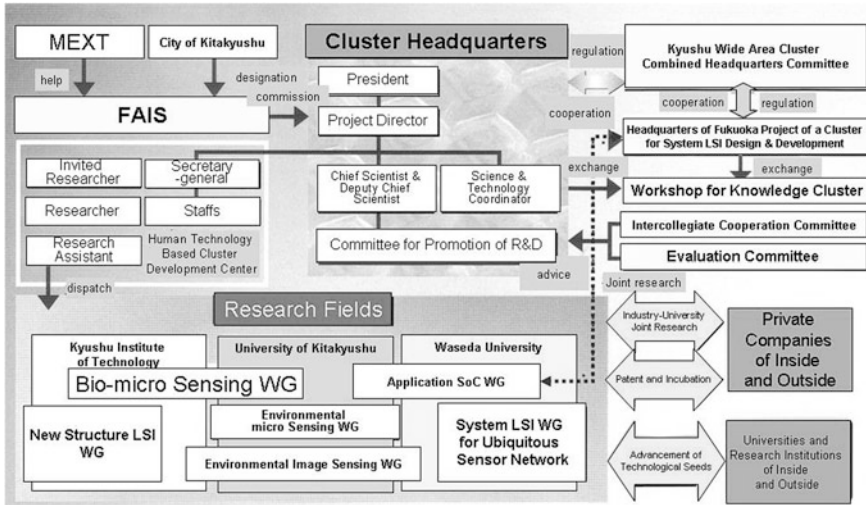 MEXT
City of Kitakyushu
help
designation
commission
FAIS
Cluster Headquarters
President
Project Director
Chief Scientist &
Deputy Chief
Scientist
Science &
Technology
Coordinator
Committee for Promotion of R&D
regulation
cooperation
exchange
advice
Kyushu Wide Area Cluster
Combined Headquarters Committee
cooperation
regulation
Headquarters of Fukuoka Project of a Cluster
for System LSI Design & Development
exchange
Workshop for Knowledge Cluster
Intercollegiate Cooperation Committee
Evaluation Committee
Invited
Researcher
Secretary
-general
Researcher
Staffs
Research
Assistant
Human Technology
Based Cluster
Development Center
dispatch
Research Fields
Kyushu Institute
of Technology
University of Kitakyushu
Waseda University
Bio-micro Sensing WG
Application SoC WG
New Structure LSI
WG
Environmental
micro Sensing WG
Environmental Image Sensing WG
System LSI WG
for Ubiquitous
Sensor Network
Joint research
Industry-University
Joint Research
Patent and Incubation
Private
Companies
of Inside
and Outside
Advancement of
Technological Seeds
Universities and
Research Institutions
of Inside
and Outside